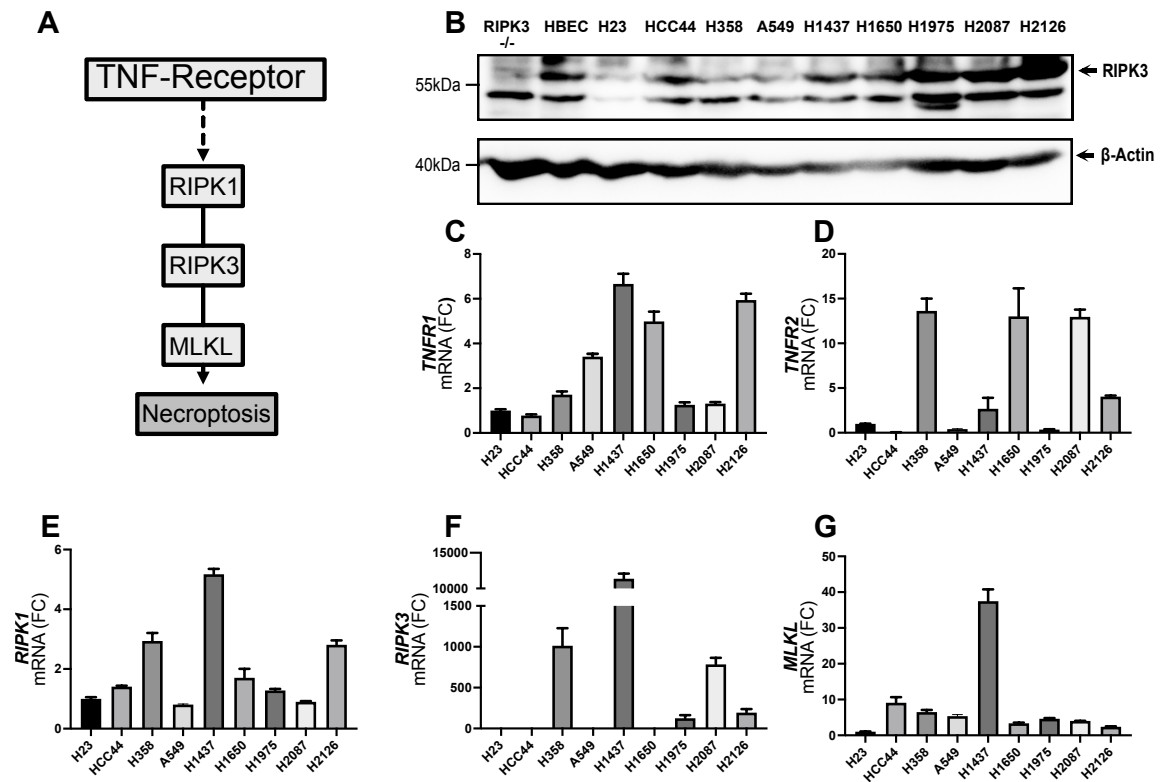 A
TNF-Receptor
RIPK1
RIPK3
MLKL
Necroptosis
B
RIPK3 -/- HBEC H23 HCC44 H358 A549 H1437 H1650 H1975 H2087 H2126
55kDa
RIPK3
40kDa
β-Actin
C
TNFR1
mRNA (FC)
8
6
4
2
0
H23 HCC44 H358 A549 H1437 H1650 H1975 H2087 H2126
D
TNFR2
mRNA (FC)
20
15
10
5
0
H23 HCC44 H358 A549 H1437 H1650 H1975 H2087 H2126
E
RIPK1
mRNA (FC)
6
4
2
0
H23 HCC44 H358 A549 H1437 H1650 H1975 H2087 H2126
F
RIPK3
mRNA (FC)
15000
10000
1500
1000
500
0
H23 HCC44 H358 A549 H1437 H1650 H1975 H2087 H2126
G
MLKL
mRNA (FC)
50
40
30
20
10
0
H23 HCC44 H358 A549 H1437 H1650 H1975 H2087 H2126